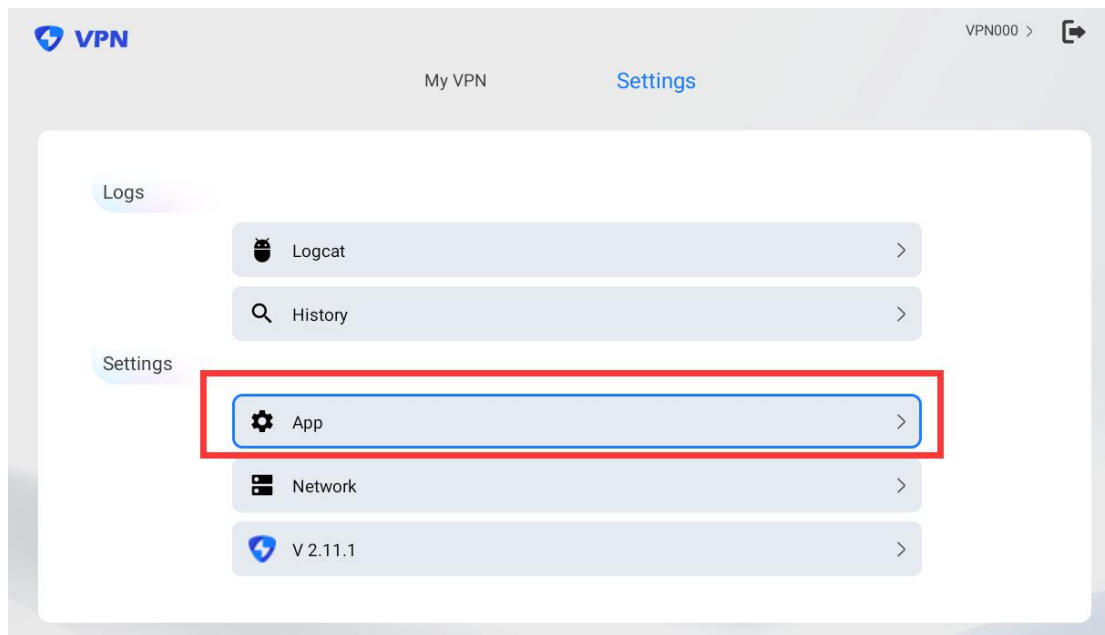 VPN
VPN000
My VPN
Settings
Logs
Logcat
History
Settings
App
Network
V 2.11.1